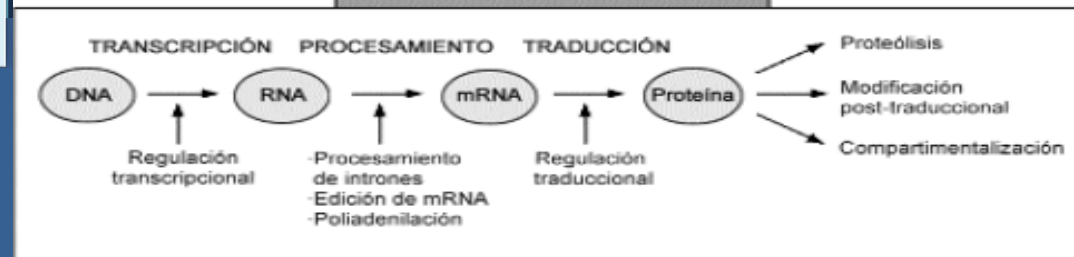 TRANSCRIPCIÓN PROCESAMIENTO TRADUCCIÓN
DNA RNA mRNA Proteína
Proteólisis
Modificación
post-traduccional
Compartimentalización
Regulación
transcripcional
-Procesamiento
de intrones
-Edición de mRNA
-Poliadenilación
Regulación
traduccional